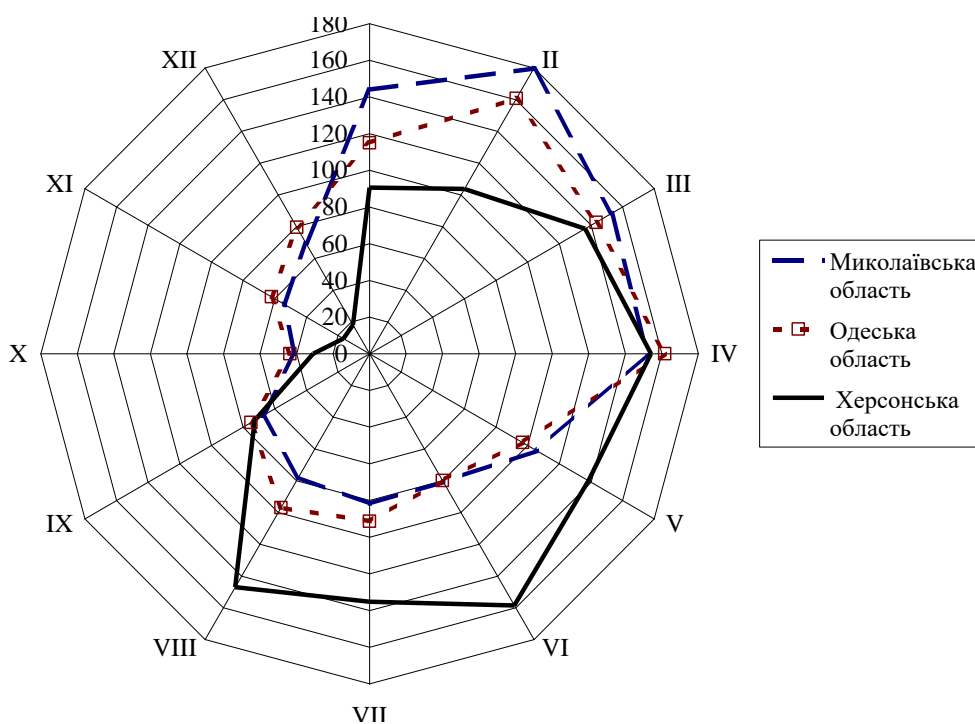 180
160
140
120
100
80
60
40
20
0
II
III
IV
V
VI
VII
VIII
IX
X
XI
XII
Миколаївська
область
Одеська
область
Херсонська
область